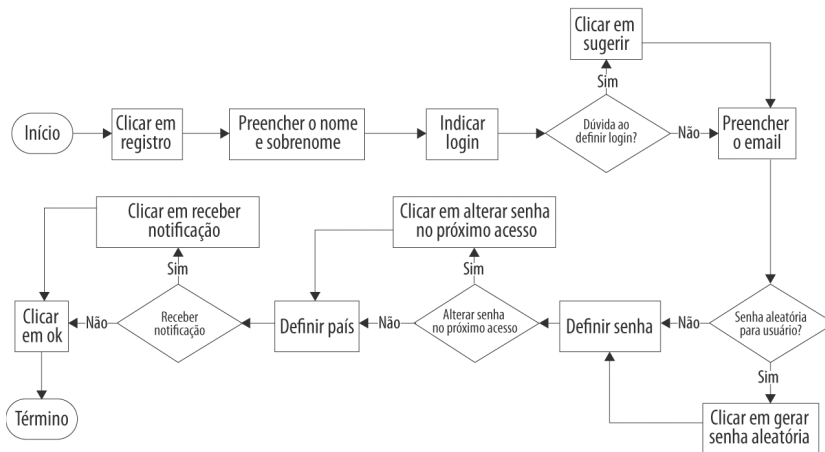 Clicar em
sugerir
Sim
Início
Clicar em
registro
Preencher o nome
e sobrenome
Indicar
login
Dúvida ao
definir login?
Não
Preencher
o email
Clicar em receber
notificação
Clicar em alterar senha
no próximo acesso
Sim
Sim
Clicar
em ok
Não
Receber
notificação
Definir país
Não
Alterar senha
no próximo acesso
Definir senha
Não
Senha aleatória
para usuário?
Sim
Término
Clicar em gerar
senha aleatória